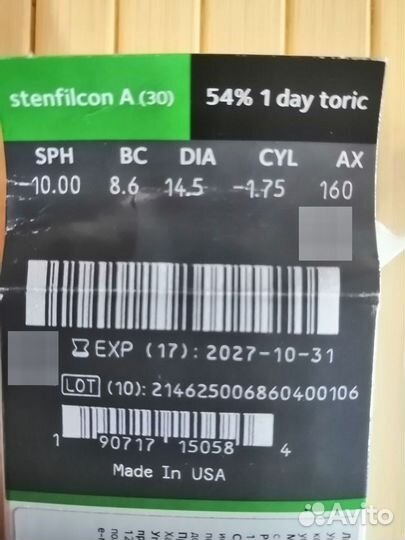 stenfilcon A (30) 54% 1 day toric
SPH BC DIA CYL AX
-10.00 8.6 14.5 -1.75 160
EXP (17): 2027-10-31
LOT (10): 214625006860400106
1 90717 15058 4
Made In USA
Avito